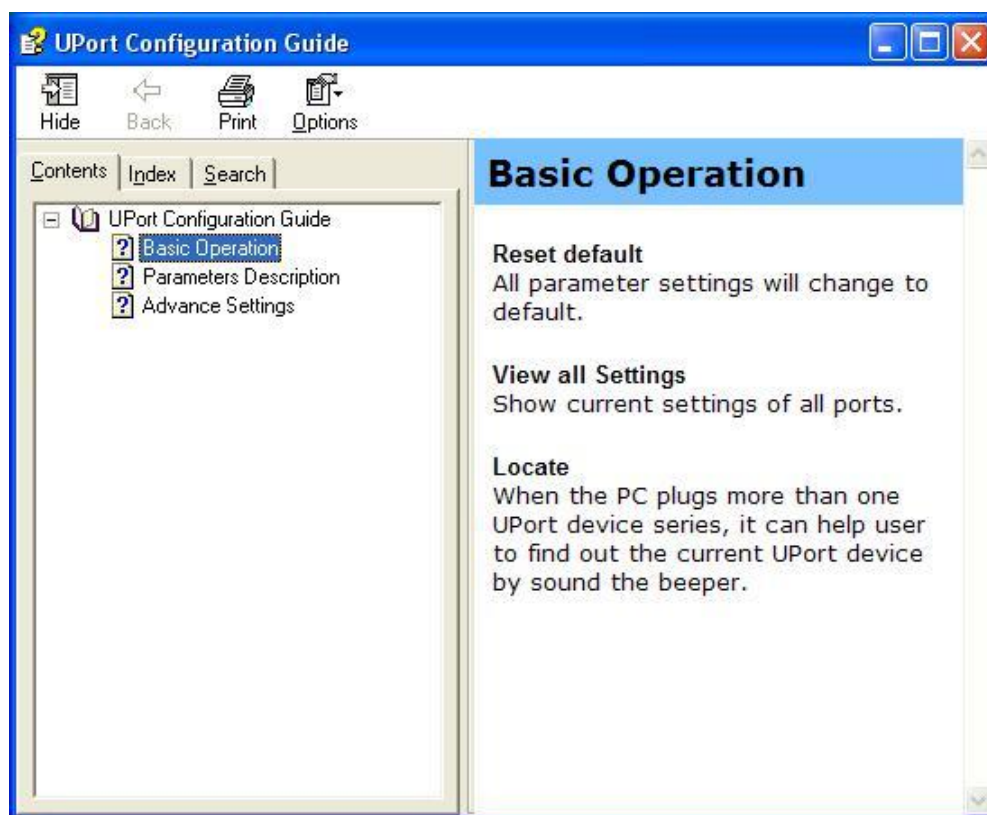 UPort Configuration Guide
Hide Back Print Options
Contents Index Search
UPort Configuration Guide
Basic Operation
Parameters Description
Advance Settings
Basic Operation
Reset default
All parameter settings will change to
default.
View all Settings
Show current settings of all ports.
Locate
When the PC plugs more than one
UPort device series, it can help user
to find out the current UPort device
by sound the beeper.